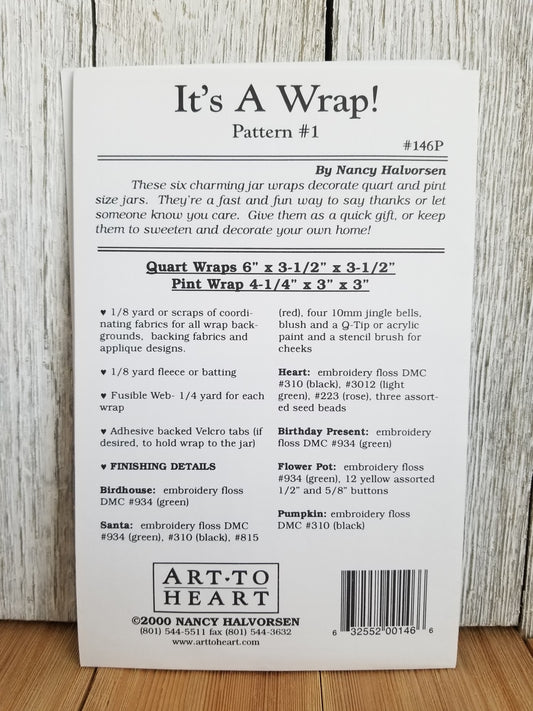 It's A Wrap!
Pattern #1
#146P
By Nancy Halvorsen
These six charming jar wraps decorate quart and pint
size jars. They're a fast and fun way to say thanks or let
someone know you care. Give them as a quick gift, or keep
them to sweeten and decorate your own home!
Quart Wraps 6" x 3-1/2" x 3-1/2"
Pint Wrap 4-1/4" x 3" x 3"
♥ 1/8 yard or scraps of coordi-
nating fabrics for all wrap back-
grounds, backing fabrics and
applique designs.
♥ 1/8 yard fleece or batting
♥ Fusible Web- 1/4 yard for each
wrap
♥ Adhesive backed Velcro tabs (if
desired, to hold wrap to the jar)
♥ FINISHING DETAILS
Birdhouse: embroidery floss
DMC #934 (green)
Santa: embroidery floss DMC
#934 (green), #310 (black), #815
(red), four 10mm jingle bells,
blush and a Q-Tip or acrylic
paint and a stencil brush for
cheeks
Heart: embroidery floss DMC
#310 (black), #3012 (light
green), #223 (rose), three assort-
ed seed beads
Birthday Present: embroidery
floss DMC #934 (green)
Flower Pot: embroidery floss
#934 (green), 12 yellow assorted
1/2" and 5/8" buttons
Pumpkin: embroidery floss
DMC #310 (black)
ART♥TO
HEART
©2000 NANCY HALVORSEN
(801) 544-5511 fax (801) 544-3632
www.arttoheart.com
6 32552 00146 6